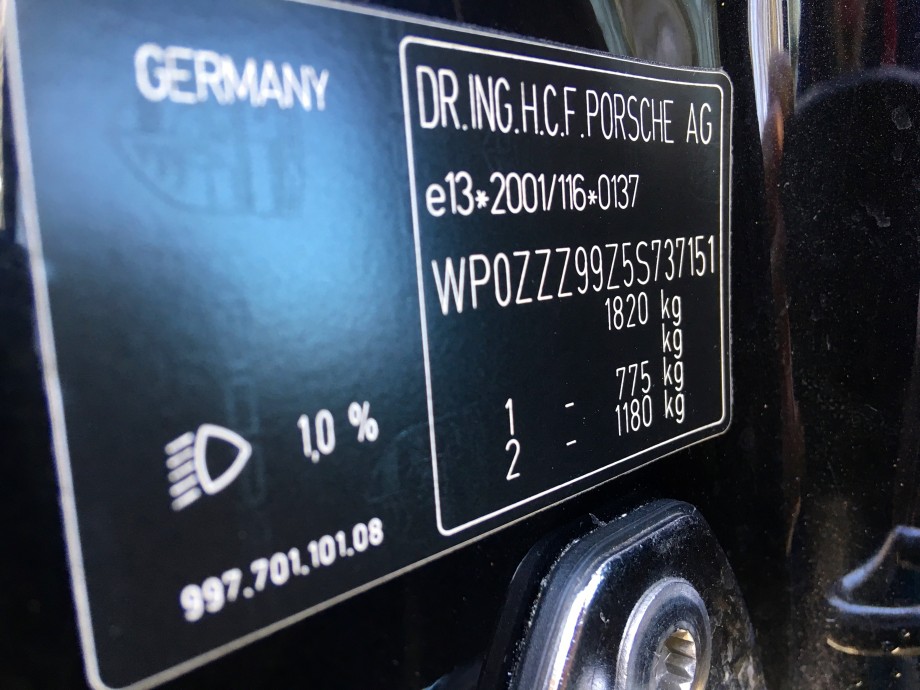 GERMANY
DR.ING.H.C.F.PORSCHE AG
e13*2001/116*0137
WP0ZZZ99Z5S737151
1820 kg
kg
1 - 775 kg
2 - 1180 kg
1,0 %
997.701.101.08